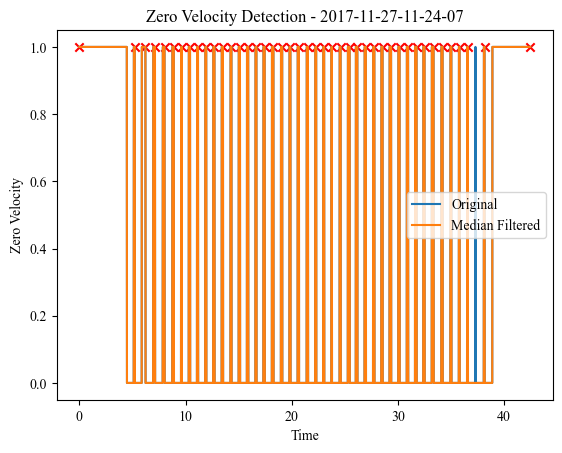 Zero Velocity Detection - 2017-11-27-11-24-07
1.0
0.8
0.6
0.4
0.2
0.0
Zero Velocity
Original
Median Filtered
0
10
20
30
40
Time